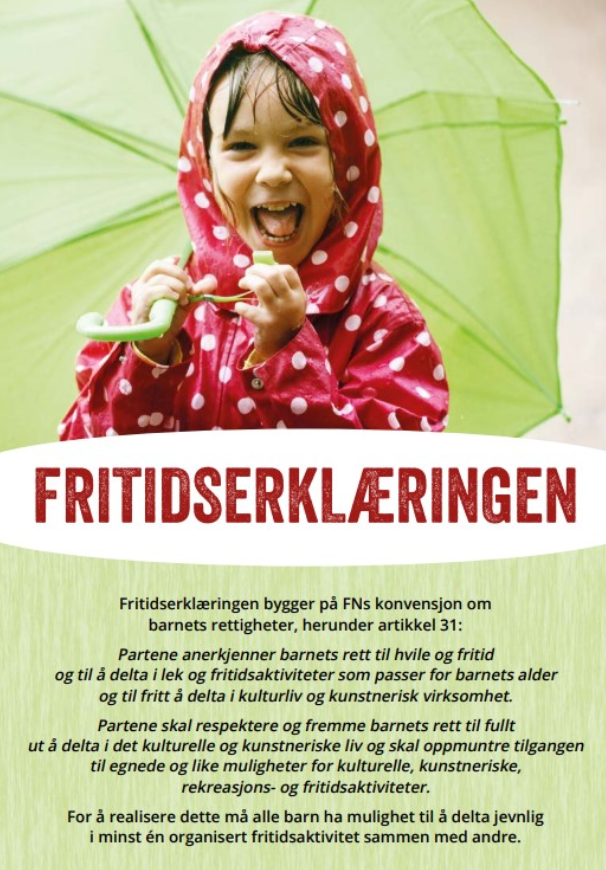 FRITIDSERKLÆRINGEN
Fritidserklæringen bygger på FNs konvensjon om
barnets rettigheter, herunder artikkel 31:
Partene anerkjenner barnets rett til hvile og fritid
og til å delta i lek og fritidsaktiviteter som passer for barnets alder
og til fritt å delta i kulturliv og kunstnerisk virksomhet.
Partene skal respektere og fremme barnets rett til fullt
ut å delta i det kulturelle og kunstneriske liv og skal oppmuntre tilgangen
til egnede og like muligheter for kulturelle, kunstneriske,
rekreasjons- og fritidsaktiviteter.
For å realisere dette må alle barn ha mulighet til å delta jevnlig
i minst én organisert fritidsaktivitet sammen med andre.